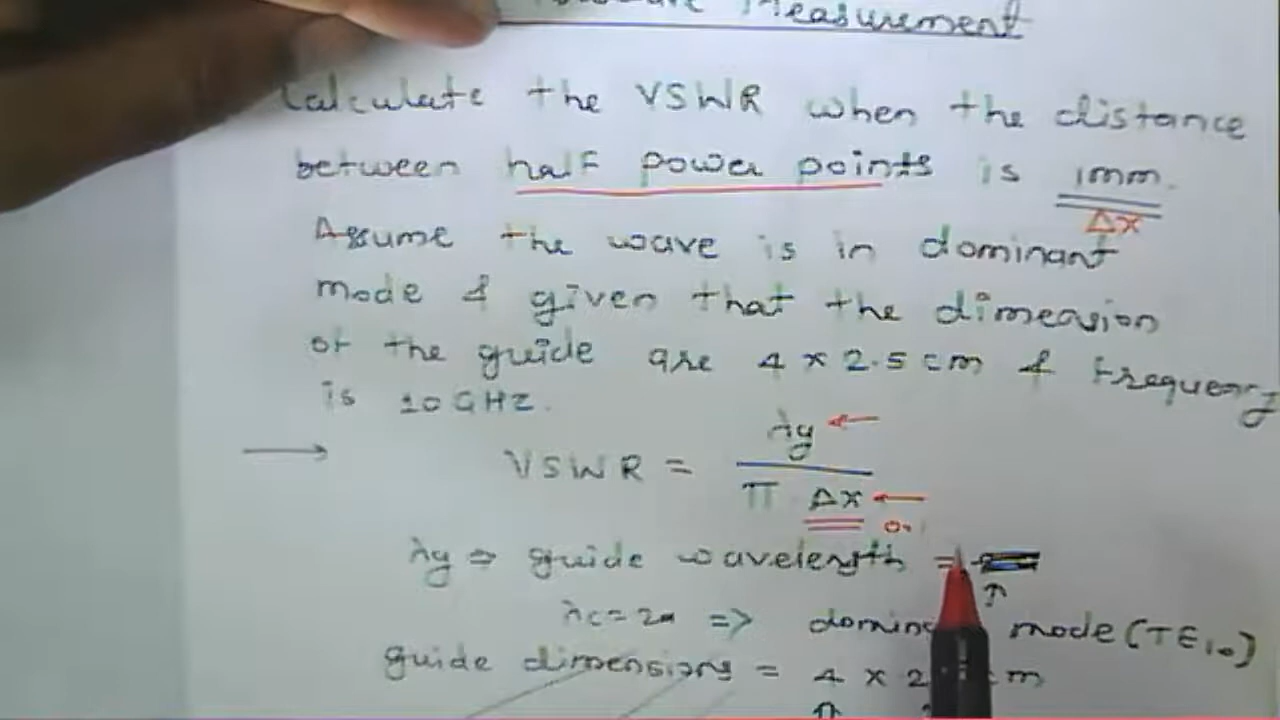 Measurement
Calculate the VSWR when the distance
between half power points is 1mm.
Δx
Assume the wave is in dominant
mode & given that the dimension
of the guide are 4 x 2.5 cm & frequency
is 10 GHZ.
VSWR = λg / π Δx
0.
λg ⇒ guide wavelength =
λc = 2a => mode (TE10)
guide dimensions = 4 x 2 cm